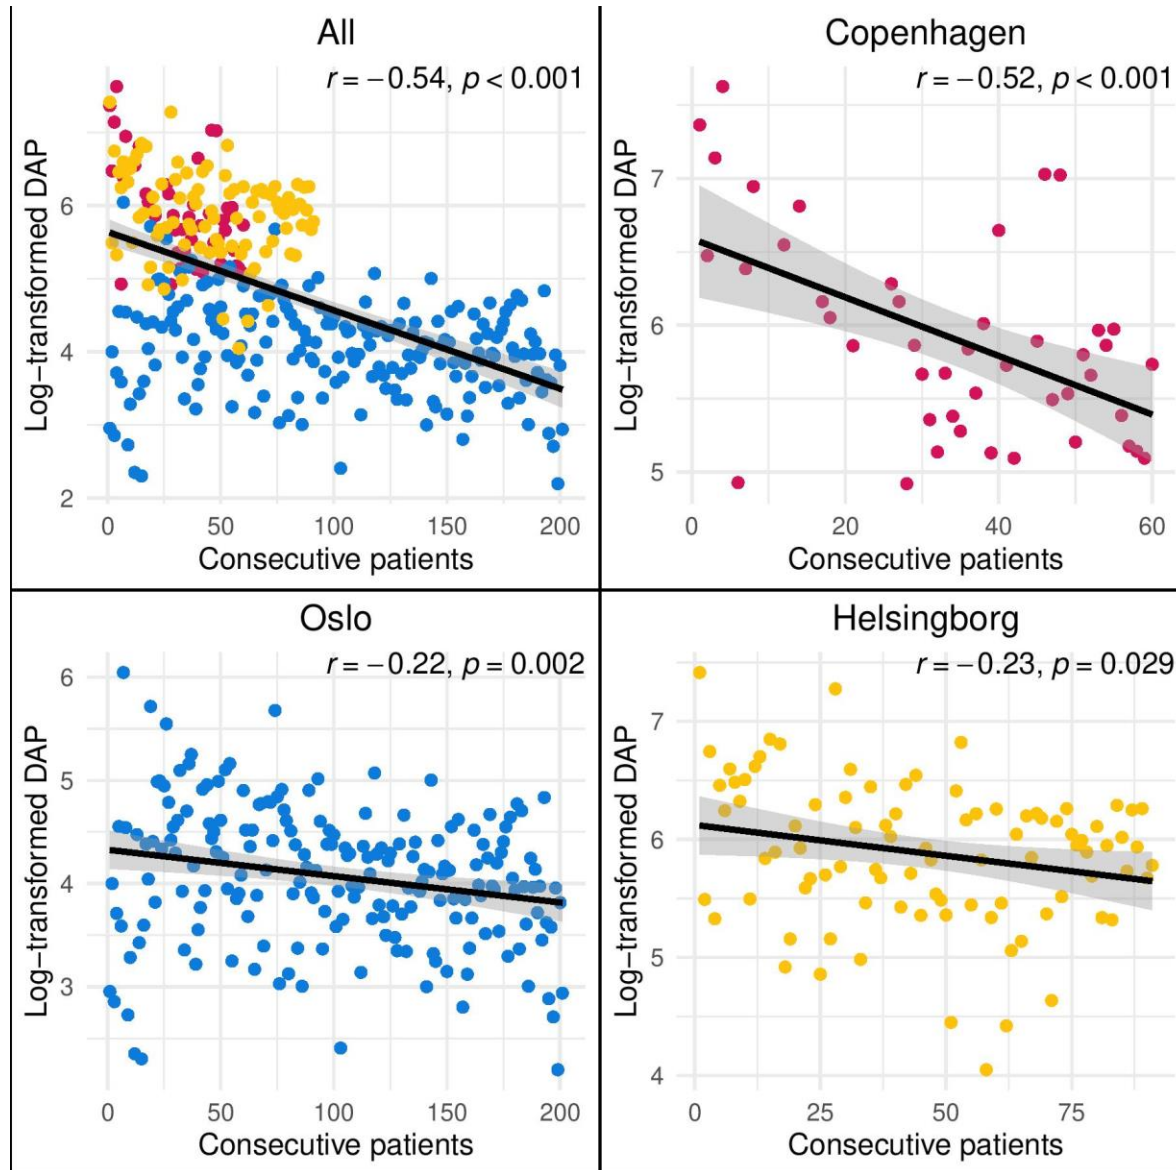 All
r = −0.54, p < 0.001
Log−transformed DAP
6
4
2
0 50 100 150 200
Consecutive patients
Copenhagen
r = −0.52, p < 0.001
Log−transformed DAP
7
6
5
0 20 40 60
Consecutive patients
Oslo
r = −0.22, p = 0.002
Log−transformed DAP
6
5
4
3
0 50 100 150 200
Consecutive patients
Helsingborg
r = −0.23, p = 0.029
Log−transformed DAP
7
6
5
4
0 25 50 75
Consecutive patients